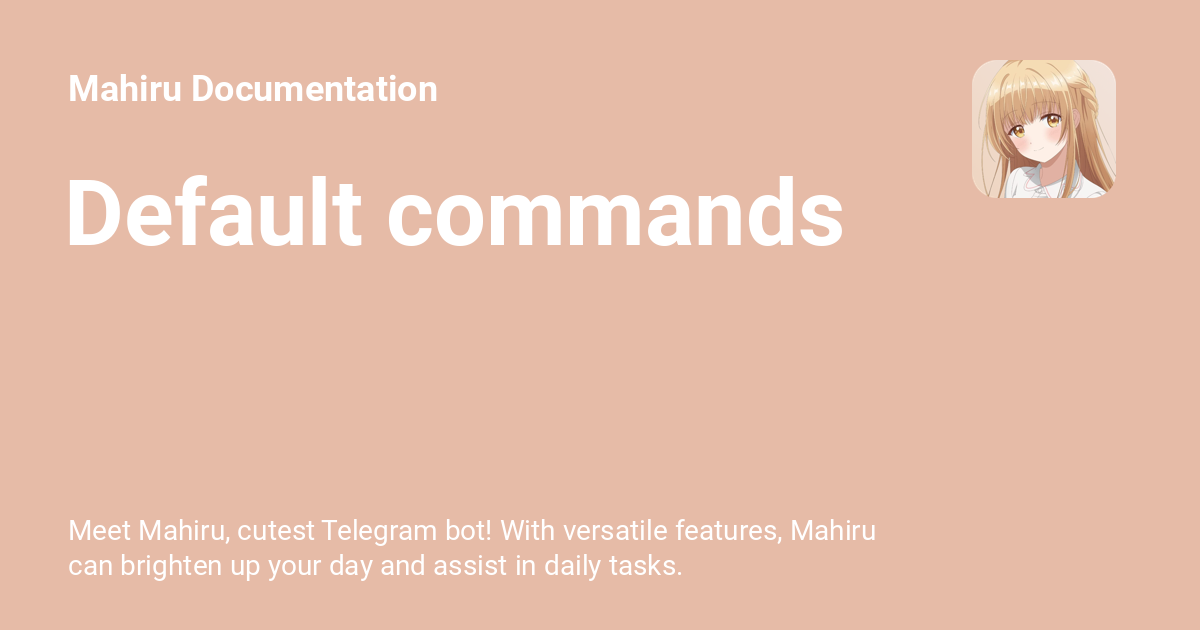 Mahiru Documentation
Default commands
Meet Mahiru, cutest Telegram bot! With versatile features, Mahiru
can brighten up your day and assist in daily tasks.